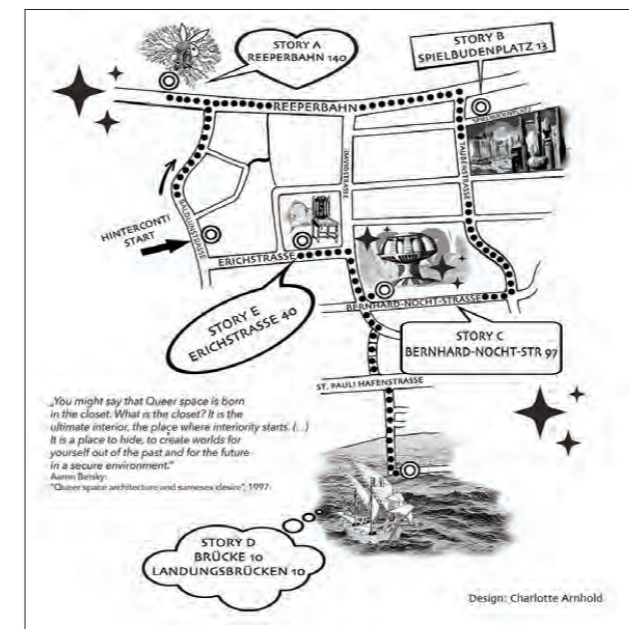 STORY A
REEPERBAHN 140
STORY B
SPIELBUDENPLATZ 13
REEPERBAHN
SPIELBUDENPLATZ
DAVIDSTRASSE
TAUBENSTRASSE
BALDUINSTRASSE
HINTERCONTI
START
ERICHSTRASSE
STORY E
ERICHSTRASSE 40
BERNHARD-NOCHT-STRASSE
STORY C
BERNHARD-NOCHT-STR 97
ST. PAULI HAFENSTRASSE
„You might say that Queer space is born
in the closet. What is the closet? It is the
ultimate interior, the place where interiority starts. (...)
It is a place to hide, to create worlds for
yourself out of the past and for the future
in a secure environment.“
Aaron Betsky:
"Queer space architecture and samesex desire", 1997
STORY D
BRÜCKE 10
LANDUNGSBRÜCKEN 10
Design: Charlotte Arnhold